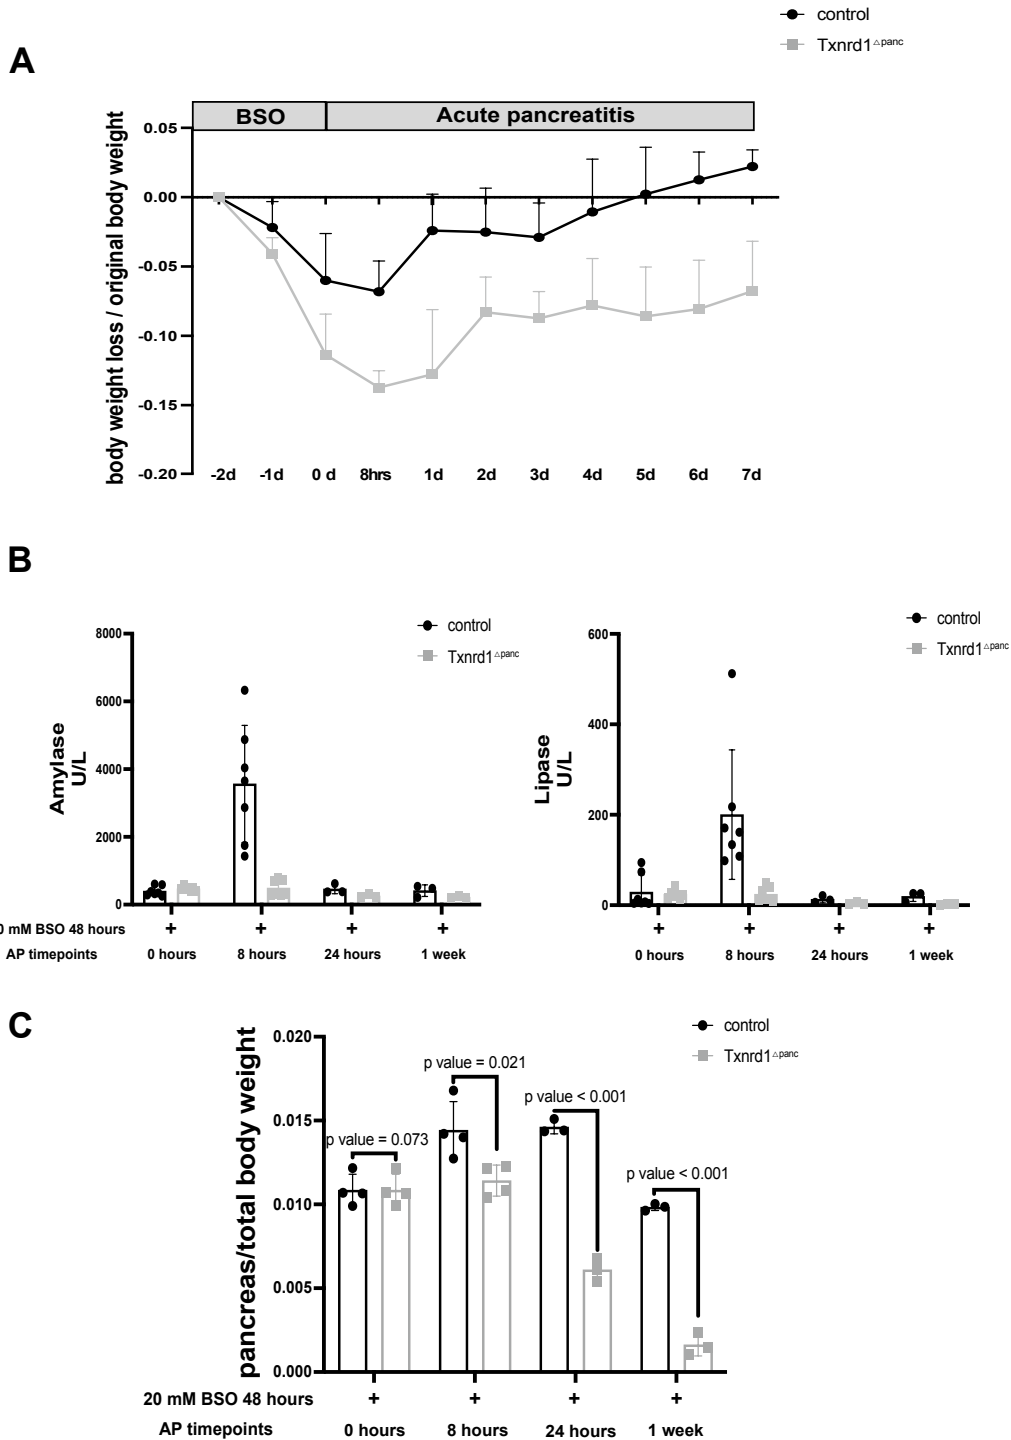 control
Txnrd1△panc
A
BSO
Acute pancreatitis
body weight loss / original body weight
0.05
0.00
-0.05
-0.10
-0.15
-0.20
-2d -1d 0 d 8hrs 1d 2d 3d 4d 5d 6d 7d
B
control
Txnrd1△panc
Amylase
U/L
8000
6000
4000
2000
0
0 mM BSO 48 hours + + + +
AP timepoints 0 hours 8 hours 24 hours 1 week
control
Txnrd1△panc
Lipase
U/L
600
400
200
0
+ + + +
0 hours 8 hours 24 hours 1 week
C
control
Txnrd1△panc
pancreas/total body weight
0.020
0.015
0.010
0.005
0.000
p value = 0.073
p value = 0.021
p value < 0.001
p value < 0.001
20 mM BSO 48 hours + + + +
AP timepoints 0 hours 8 hours 24 hours 1 week